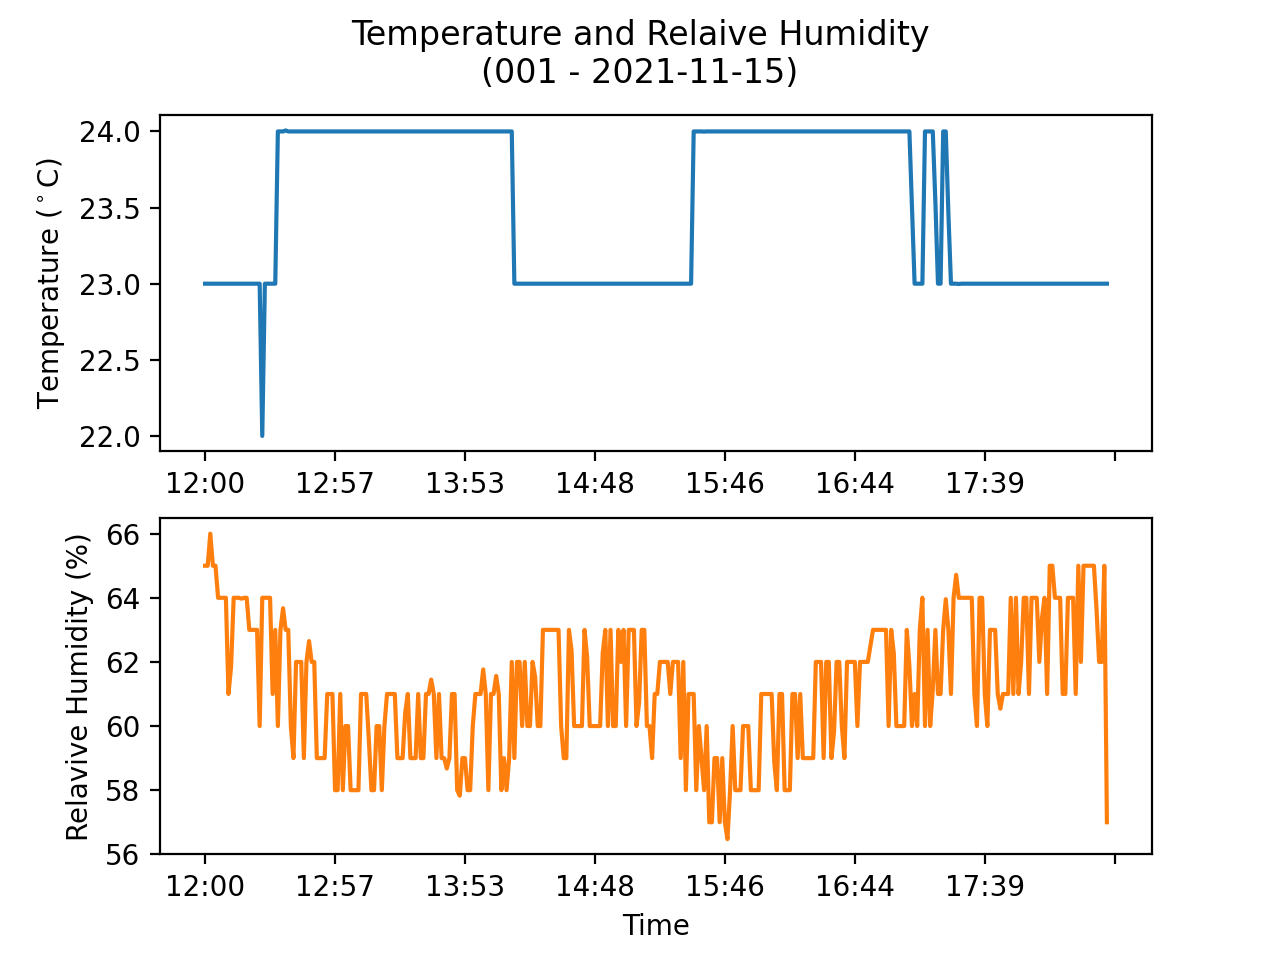 Temperature and Relaive Humidity
(001 - 2021-11-15)
Temperature (°C)
24.0
23.5
23.0
22.5
22.0
12:00 12:57 13:53 14:48 15:46 16:44 17:39
Relavive Humidity (%)
66
64
62
60
58
56
12:00 12:57 13:53 14:48 15:46 16:44 17:39
Time